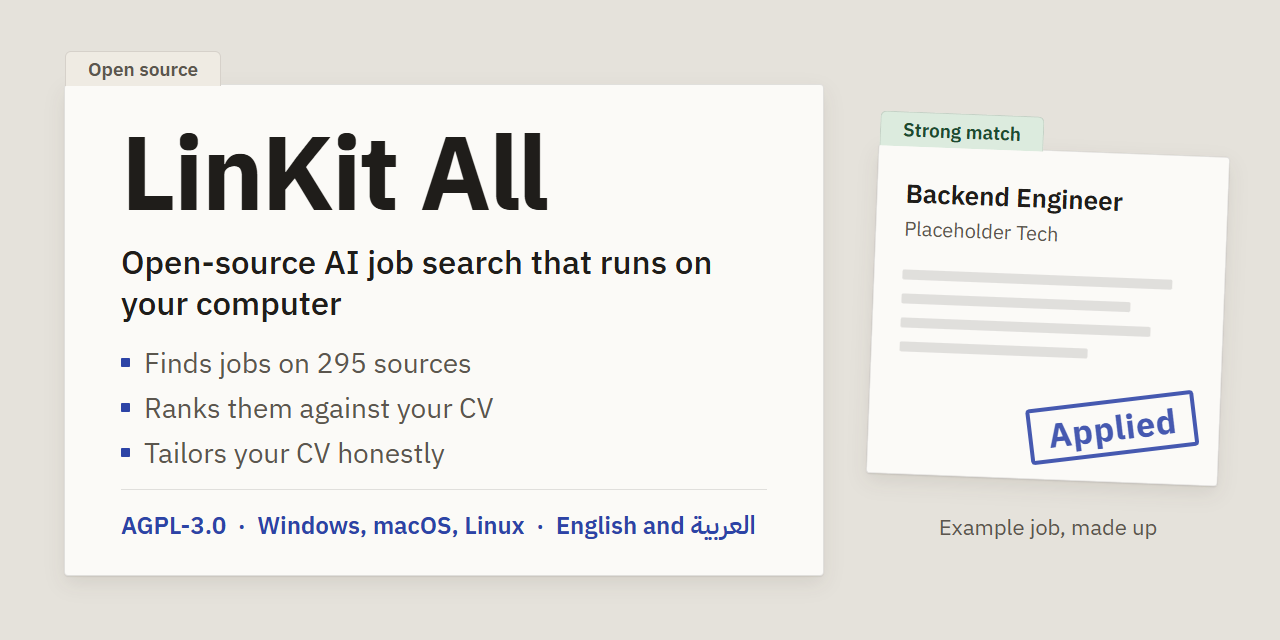 Open source
LinKit All
Open-source AI job search that runs on
your computer
Finds jobs on 295 sources
Ranks them against your CV
Tailors your CV honestly
AGPL-3.0 · Windows, macOS, Linux · English and العربية
Strong match
Backend Engineer
Placeholder Tech
Applied
Example job, made up